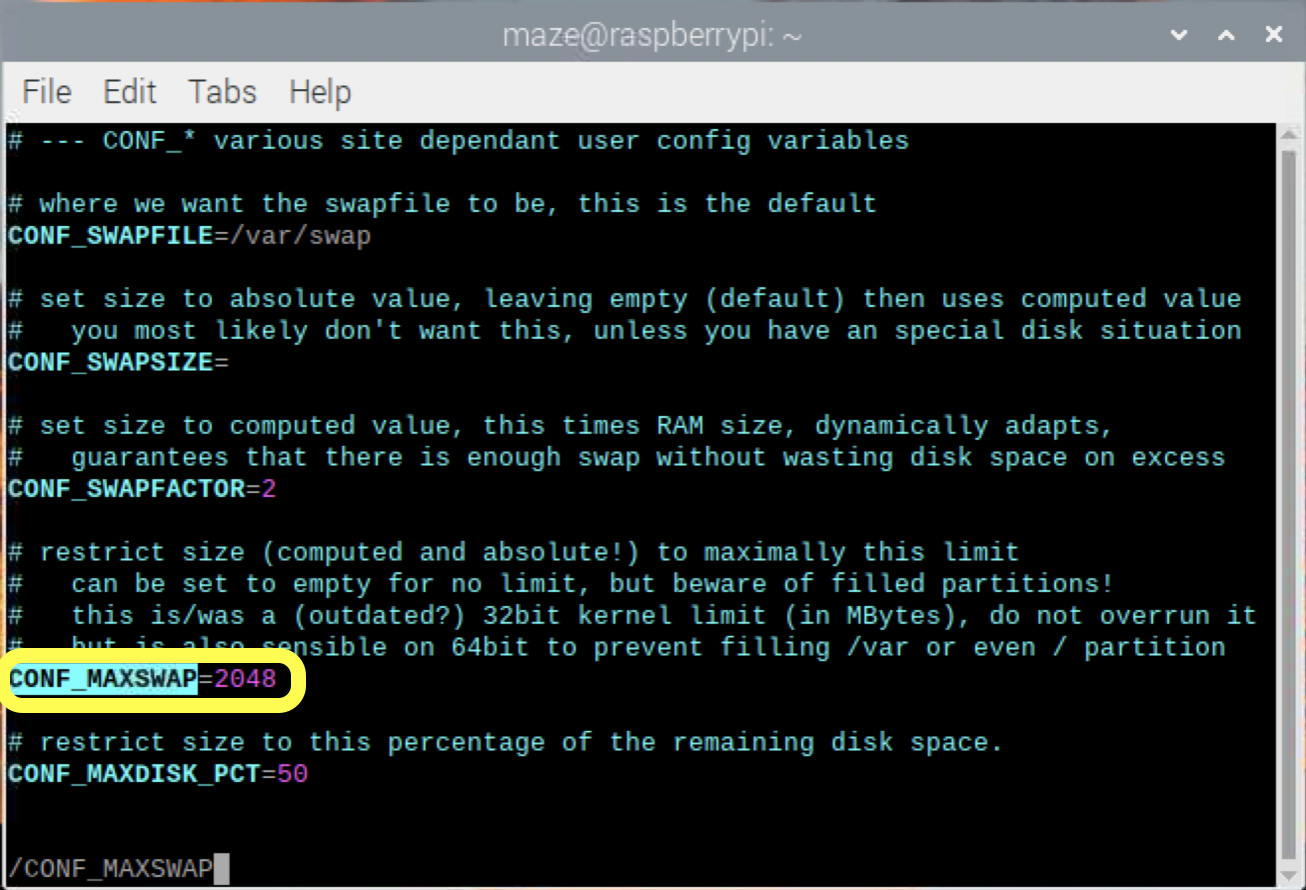 maze@raspberrypi: ~
File Edit Tabs Help
# --- CONF_* various site dependant user config variables
# where we want the swapfile to be, this is the default
CONF_SWAPFILE=/var/swap
# set size to absolute value, leaving empty (default) then uses computed value
#   you most likely don't want this, unless you have an special disk situation
CONF_SWAPSIZE=
# set size to computed value, this times RAM size, dynamically adapts,
#   guarantees that there is enough swap without wasting disk space on excess
CONF_SWAPFACTOR=2
# restrict size (computed and absolute!) to maximally this limit
#   can be set to empty for no limit, but beware of filled partitions!
#   this is/was a (outdated?) 32bit kernel limit (in MBytes), do not overrun it
#   but is also sensible on 64bit to prevent filling /var or even / partition
CONF_MAXSWAP=2048
# restrict size to this percentage of the remaining disk space.
CONF_MAXDISK_PCT=50
/CONF_MAXSWAP